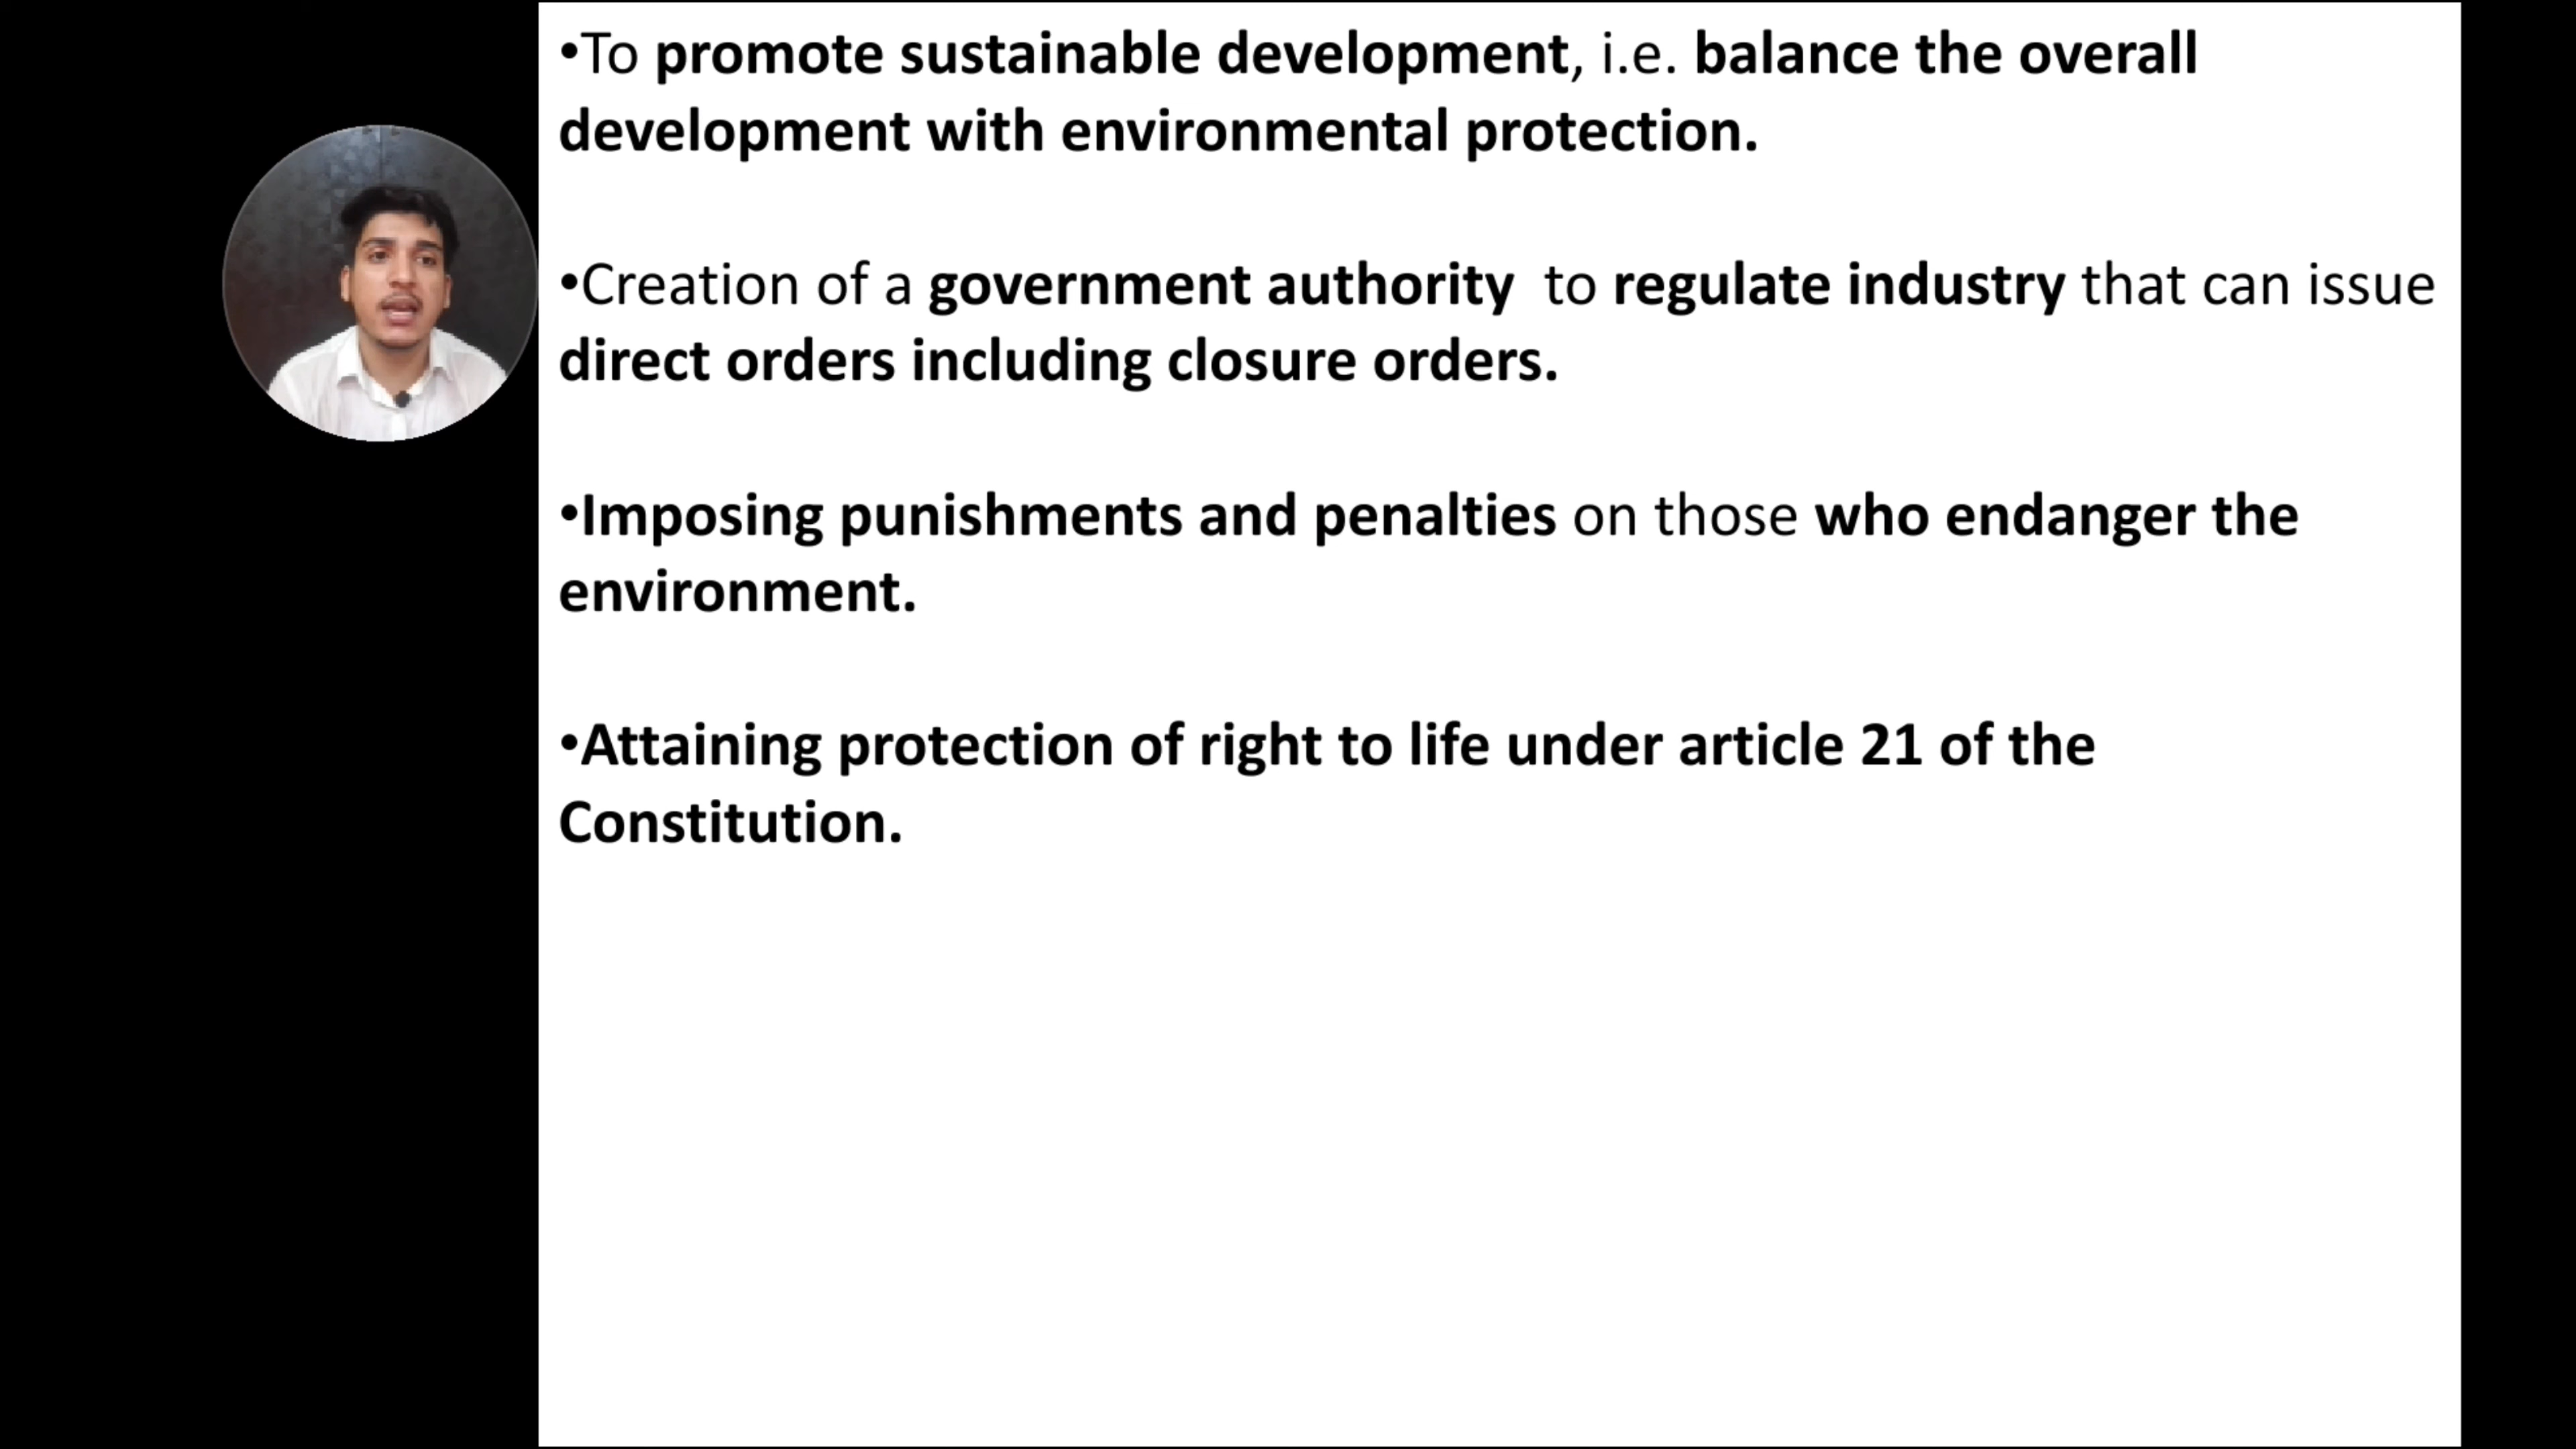 •To promote sustainable development, i.e. balance the overall
development with environmental protection.
•Creation of a government authority  to regulate industry that can issue
direct orders including closure orders.
•Imposing punishments and penalties on those who endanger the
environment.
•Attaining protection of right to life under article 21 of the
Constitution.